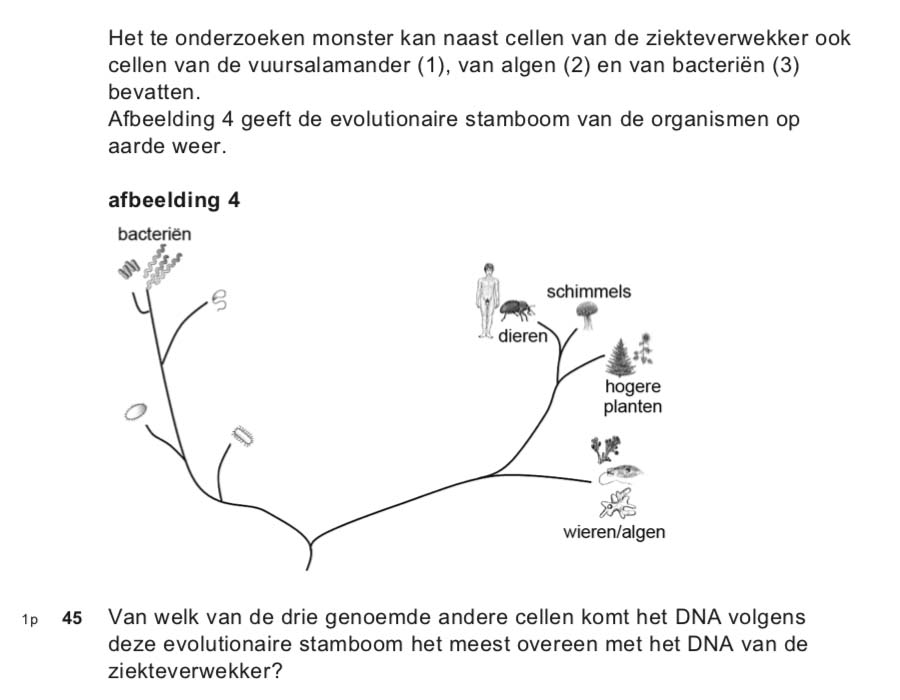 Het te onderzoeken monster kan naast cellen van de ziekteverwekker ook
cellen van de vuursalamander (1), van algen (2) en van bacteriën (3)
bevatten.
Afbeelding 4 geeft de evolutionaire stamboom van de organismen op
aarde weer.
afbeelding 4
bacteriën
schimmels
dieren
hogere
planten
wieren/algen
1p 45 Van welk van de drie genoemde andere cellen komt het DNA volgens
deze evolutionaire stamboom het meest overeen met het DNA van de
ziekteverwekker?